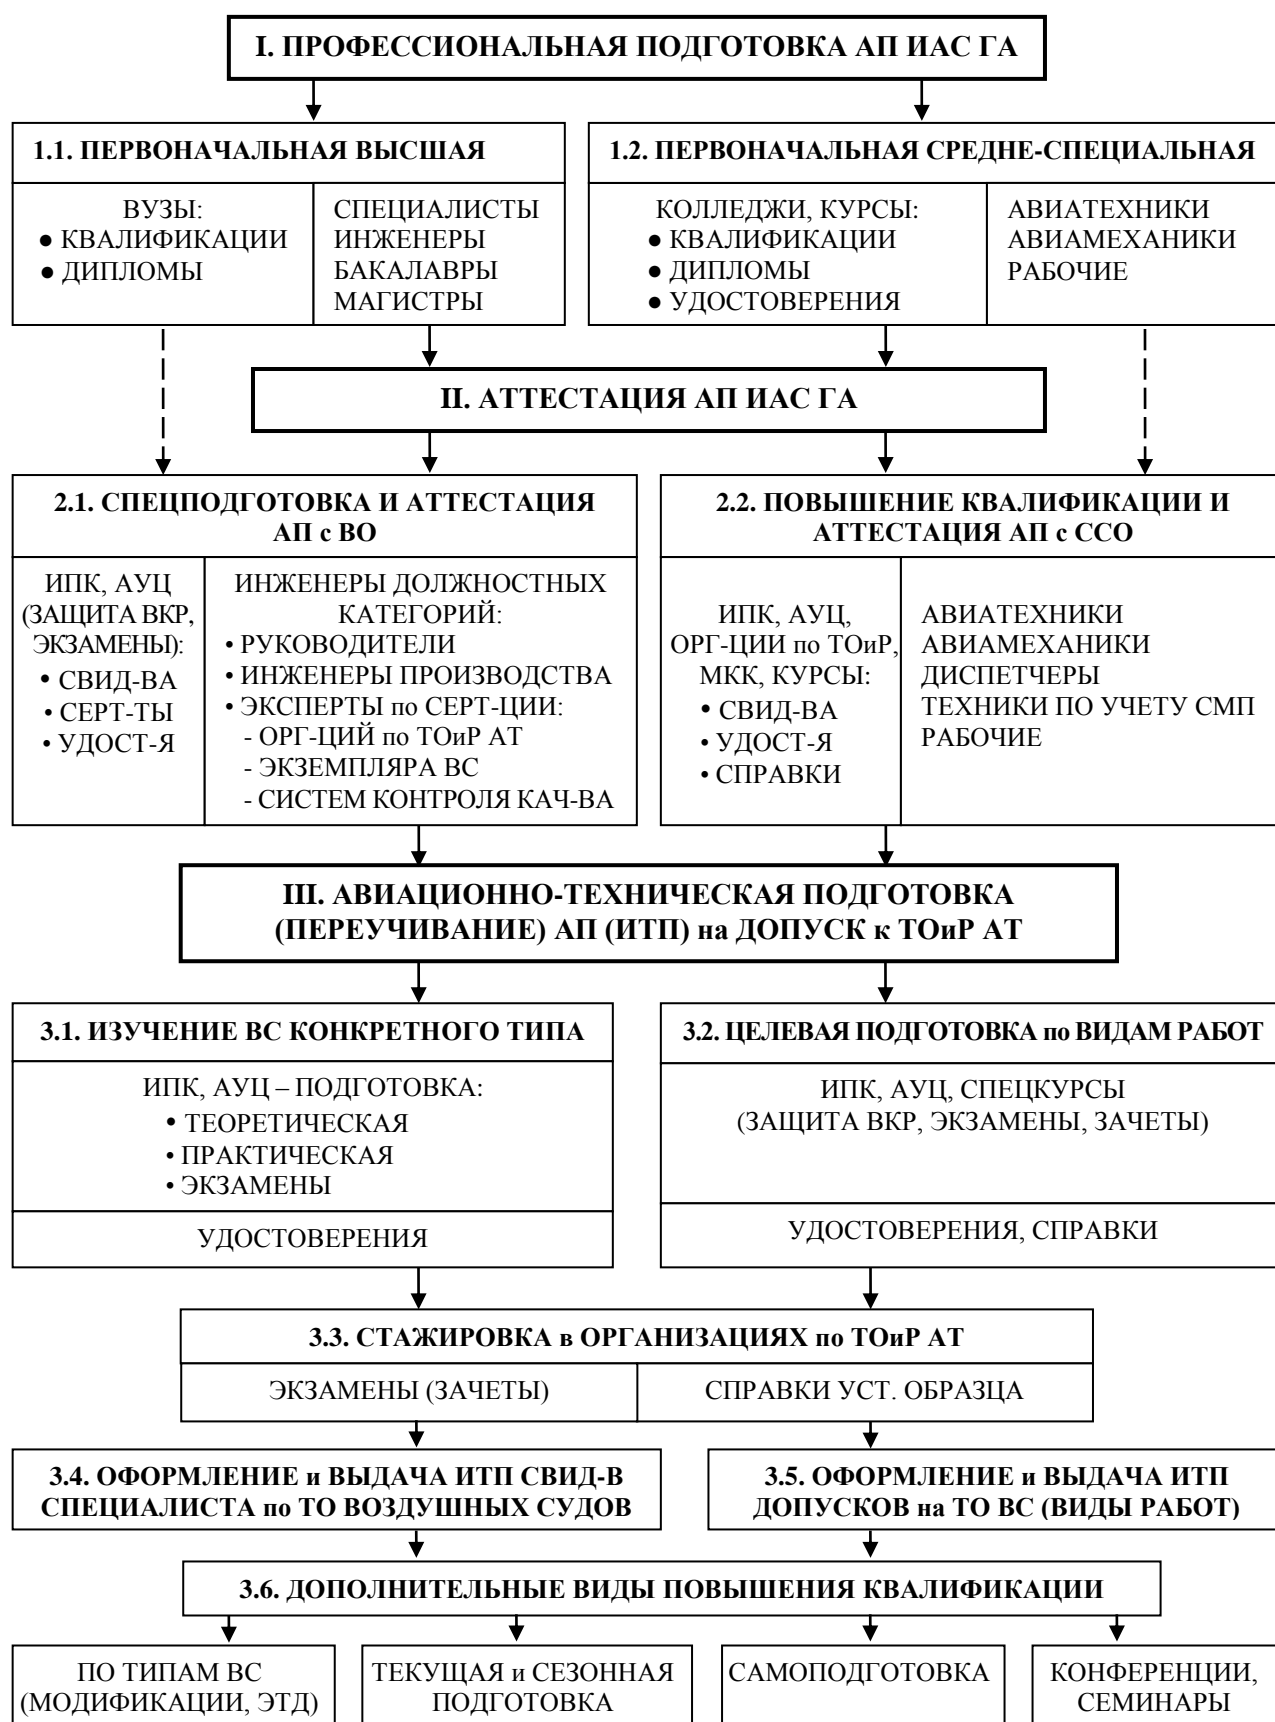 I. ПРОФЕССИОНАЛЬНАЯ ПОДГОТОВКА АП ИАС ГА
1.1. ПЕРВОНАЧАЛЬНАЯ ВЫСШАЯ
ВУЗЫ:
● КВАЛИФИКАЦИИ
● ДИПЛОМЫ
СПЕЦИАЛИСТЫ
ИНЖЕНЕРЫ
БАКАЛАВРЫ
МАГИСТРЫ
1.2. ПЕРВОНАЧАЛЬНАЯ СРЕДНЕ-СПЕЦИАЛЬНАЯ
КОЛЛЕДЖИ, КУРСЫ:
● КВАЛИФИКАЦИИ
● ДИПЛОМЫ
● УДОСТОВЕРЕНИЯ
АВИАТЕХНИКИ
АВИАМЕХАНИКИ
РАБОЧИЕ
II. АТТЕСТАЦИЯ АП ИАС ГА
2.1. СПЕЦПОДГОТОВКА И АТТЕСТАЦИЯ
АП с ВО
ИПК, АУЦ
(ЗАЩИТА ВКР,
ЭКЗАМЕНЫ):
• СВИД-ВА
• СЕРТ-ТЫ
• УДОСТ-Я
ИНЖЕНЕРЫ ДОЛЖНОСТНЫХ
КАТЕГОРИЙ:
• РУКОВОДИТЕЛИ
• ИНЖЕНЕРЫ ПРОИЗВОДСТВА
• ЭКСПЕРТЫ по СЕРТ-ЦИИ:
- ОРГ-ЦИЙ по ТОиР АТ
- ЭКЗЕМПЛЯРА ВС
- СИСТЕМ КОНТРОЛЯ КАЧ-ВА
2.2. ПОВЫШЕНИЕ КВАЛИФИКАЦИИ И
АТТЕСТАЦИЯ АП с ССО
ИПК, АУЦ,
ОРГ-ЦИИ по ТОиР,
МКК, КУРСЫ:
• СВИД-ВА
• УДОСТ-Я
• СПРАВКИ
АВИАТЕХНИКИ
АВИАМЕХАНИКИ
ДИСПЕТЧЕРЫ
ТЕХНИКИ ПО УЧЕТУ СМП
РАБОЧИЕ
III. АВИАЦИОННО-ТЕХНИЧЕСКАЯ ПОДГОТОВКА
(ПЕРЕУЧИВАНИЕ) АП (ИТП) на ДОПУСК к ТОиР АТ
3.1. ИЗУЧЕНИЕ ВС КОНКРЕТНОГО ТИПА
ИПК, АУЦ – ПОДГОТОВКА:
• ТЕОРЕТИЧЕСКАЯ
• ПРАКТИЧЕСКАЯ
• ЭКЗАМЕНЫ
УДОСТОВЕРЕНИЯ
3.2. ЦЕЛЕВАЯ ПОДГОТОВКА по ВИДАМ РАБОТ
ИПК, АУЦ, СПЕЦКУРСЫ
(ЗАЩИТА ВКР, ЭКЗАМЕНЫ, ЗАЧЕТЫ)
УДОСТОВЕРЕНИЯ, СПРАВКИ
3.3. СТАЖИРОВКА в ОРГАНИЗАЦИЯХ по ТОиР АТ
ЭКЗАМЕНЫ (ЗАЧЕТЫ)
СПРАВКИ УСТ. ОБРАЗЦА
3.4. ОФОРМЛЕНИЕ и ВЫДАЧА ИТП СВИД-В
СПЕЦИАЛИСТА по ТО ВОЗДУШНЫХ СУДОВ
3.5. ОФОРМЛЕНИЕ и ВЫДАЧА ИТП
ДОПУСКОВ на ТО ВС (ВИДЫ РАБОТ)
3.6. ДОПОЛНИТЕЛЬНЫЕ ВИДЫ ПОВЫШЕНИЯ КВАЛИФИКАЦИИ
ПО ТИПАМ ВС
(МОДИФИКАЦИИ, ЭТД)
ТЕКУЩАЯ и СЕЗОННАЯ
ПОДГОТОВКА
САМОПОДГОТОВКА
КОНФЕРЕНЦИИ,
СЕМИНАРЫ